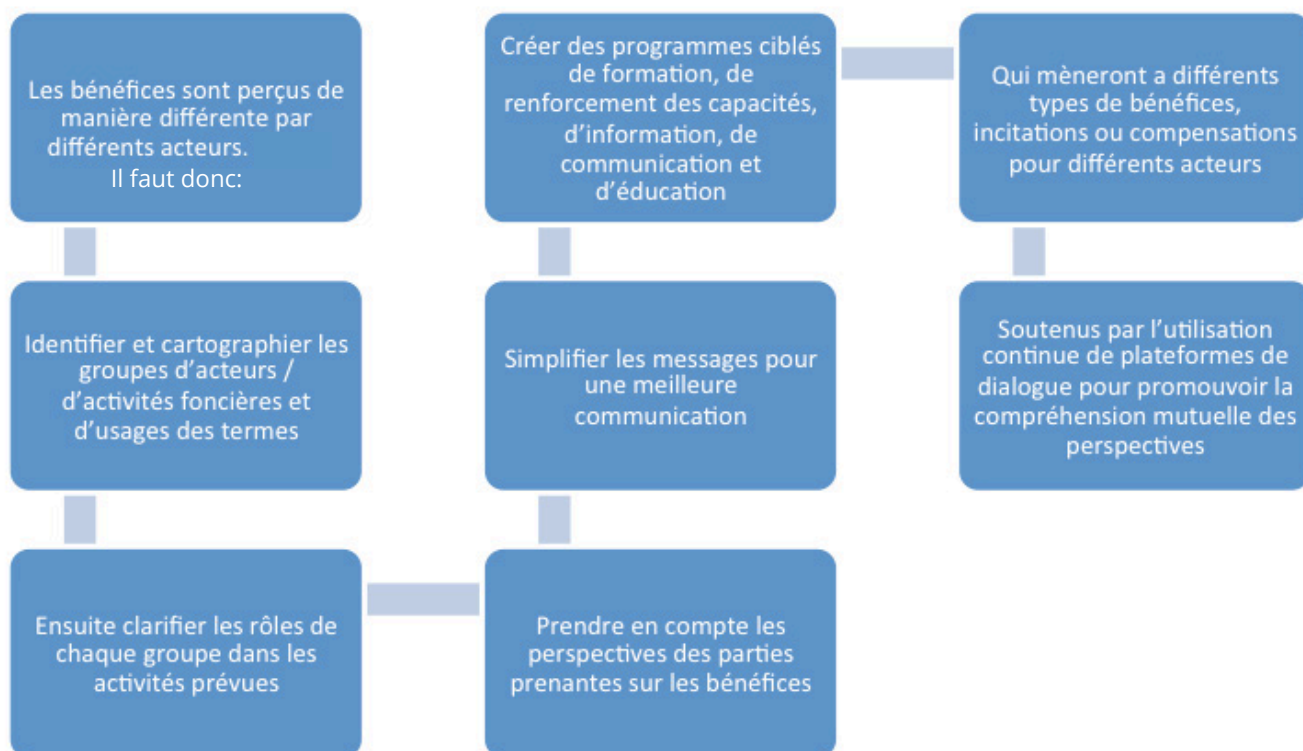 Les bénéfices sont perçus de
manière différente par
différents acteurs.
Il faut donc:
Identifier et cartographier les
groupes d'acteurs /
d'activités foncières et
d'usages des termes
Ensuite clarifier les rôles de
chaque groupe dans les
activités prévues
Prendre en compte les
perspectives des parties
prenantes sur les bénéfices
Simplifier les messages pour
une meilleure
communication
Créer des programmes ciblés
de formation, de
renforcement des capacités,
d'information, de
communication et
d'éducation
Qui mèneront a différents
types de bénéfices,
incitations ou compensations
pour différents acteurs
Soutenus par l'utilisation
continue de plateformes de
dialogue pour promouvoir la
compréhension mutuelle des
perspectives